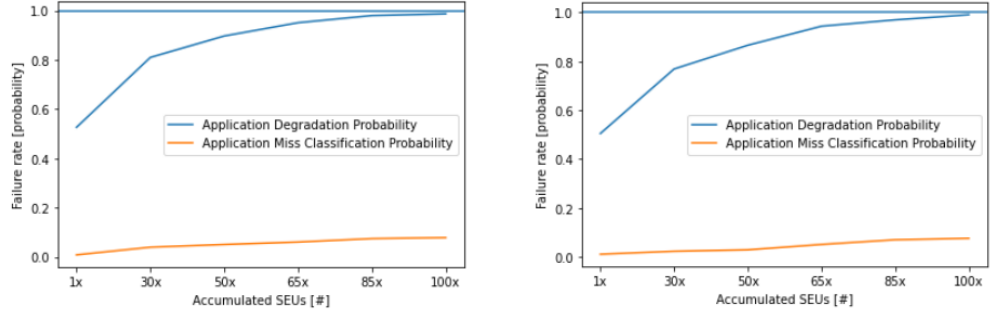 Failure rate [probability]
1.0
0.8
0.6
0.4
0.2
0.0
Application Degradation Probability
Application Miss Classification Probability
1x 30x 50x 65x 85x 100x
Accumulated SEUs [#]
Failure rate [probability]
1.0
0.8
0.6
0.4
0.2
0.0
Application Degradation Probability
Application Miss Classification Probability
1x 30x 50x 65x 85x 100x
Accumulated SEUs [#]